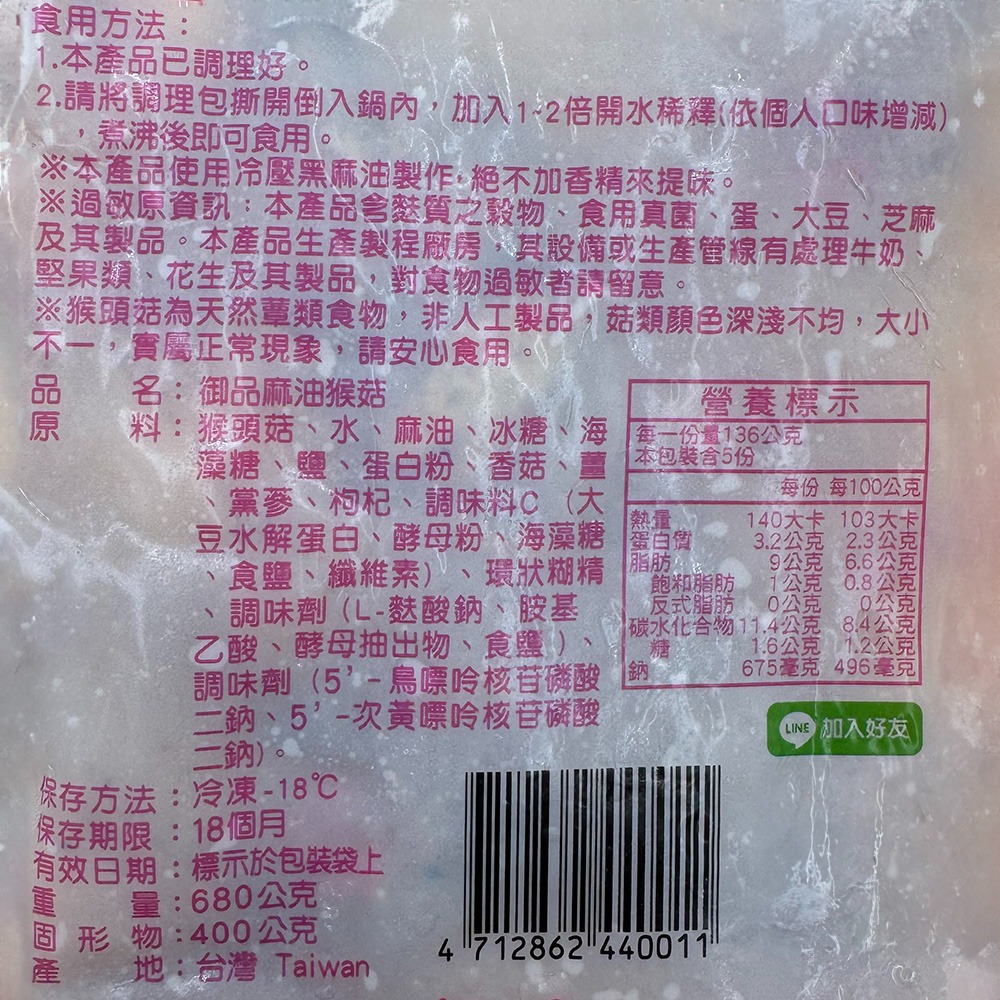 食用方法：
1.本產品已調理好。
2.請將調理包撕開倒入鍋內，加入1~2倍開水稀釋(依個人口味增減)
，煮沸後即可食用。
※本產品使用冷壓黑麻油製作,絕不加香精來提味。
※過敏原資訊：本產品含麩質之穀物、食用真菌、蛋、大豆、芝麻
及其製品。本產品生產製程廠房，其設備或生產管線有處理牛奶、
堅果類、花生及其製品，對食物過敏者請留意。
※猴頭菇為天然蕈類食物，非人工製品，菇類顏色深淺不均，大小
不一，實屬正常現象，請安心食用。
品名：御品麻油猴菇
原料：猴頭菇、水、麻油、冰糖、海
藻糖、鹽、蛋白粉、香菇、薑
、黨參、枸杞、調味料C（大
豆水解蛋白、酵母粉、海藻糖
、食鹽、纖維素）、環狀糊精
、調味劑（L-麩酸鈉、胺基
乙酸、酵母抽出物、食鹽）、
調味劑（5’-鳥嘌呤核苷磷酸
二鈉、5’-次黃嘌呤核苷磷酸
二鈉)。
保存方法：冷凍-18℃
保存期限：18個月
有效日期：標示於包裝袋上
重量：680公克
固形物：400公克
產地：台灣 Taiwan
營養標示
每一份量136公克
本包裝含5份
每份 每100公克
熱量 140大卡 103大卡
蛋白質 3.2公克 2.3公克
脂肪 9公克 6.6公克
飽和脂肪 1公克 0.8公克
反式脂肪 0公克 0公克
碳水化合物 11.4公克 8.4公克
糖 1.6公克 1.2公克
鈉 675毫克 496毫克
LINE 加入好友
4 712862 440011